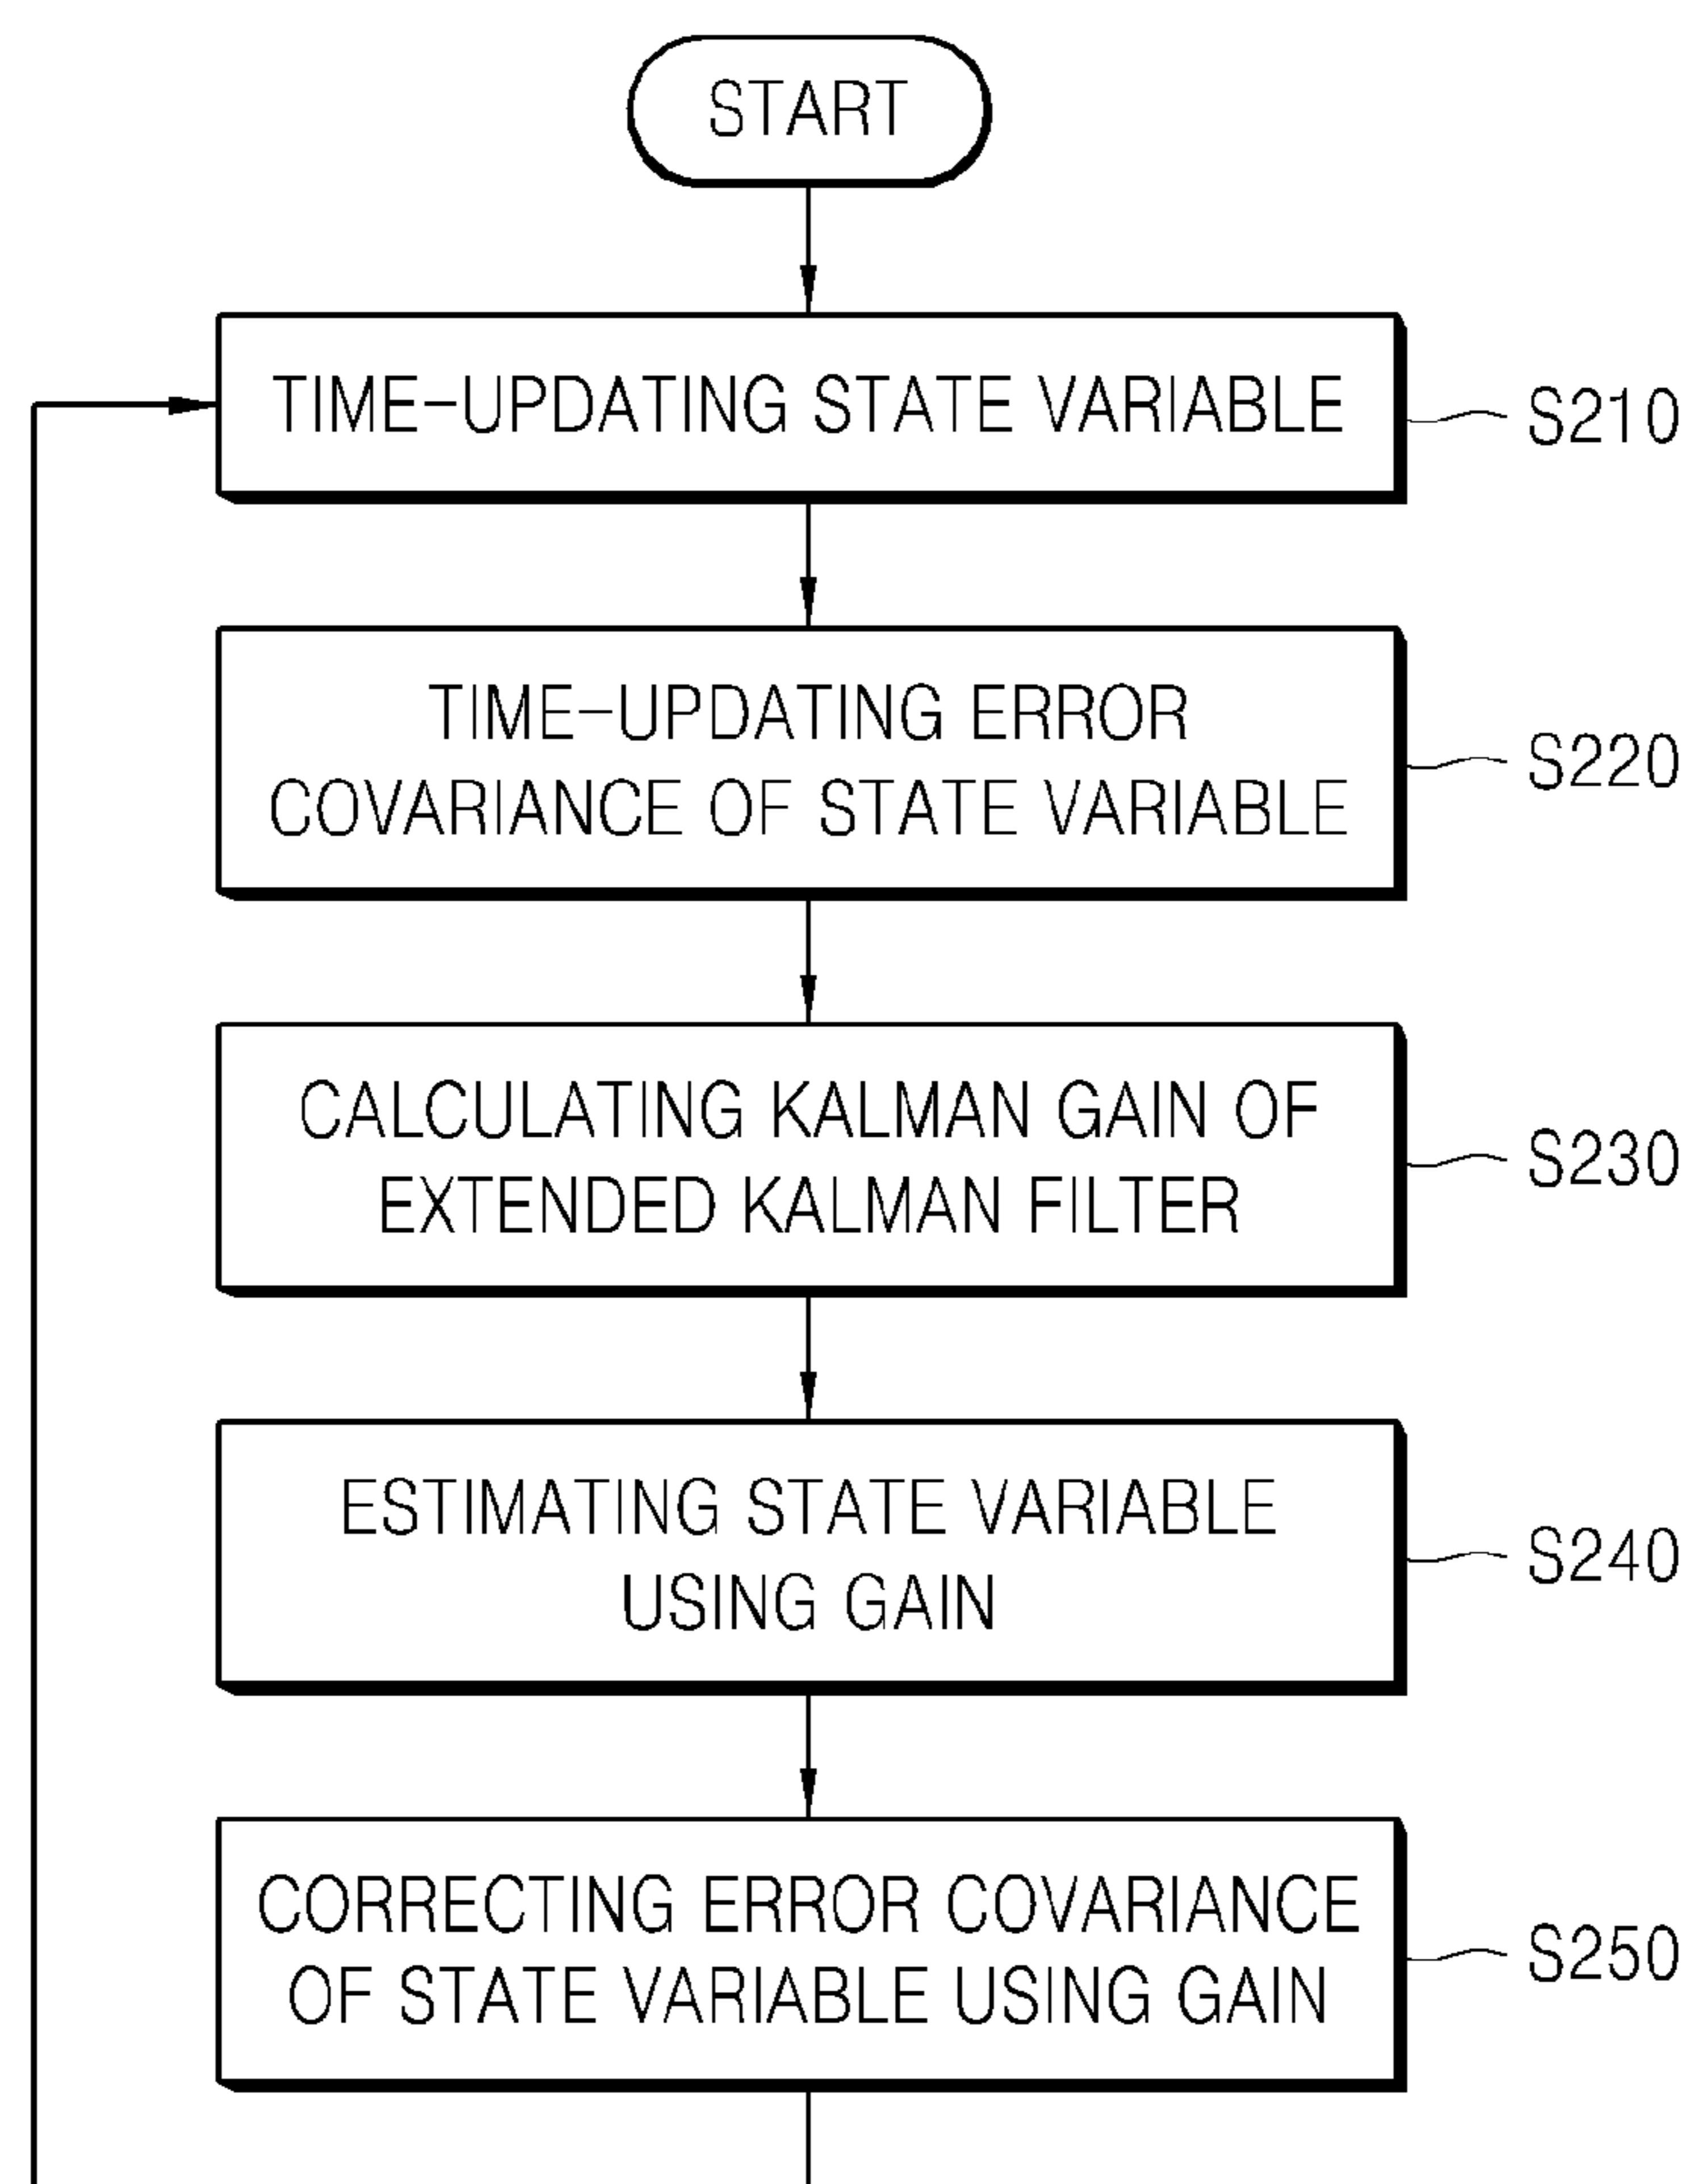 START
TIME-UPDATING STATE VARIABLE
S210
TIME-UPDATING ERROR
COVARIANCE OF STATE VARIABLE
S220
CALCULATING KALMAN GAIN OF
EXTENDED KALMAN FILTER
S230
ESTIMATING STATE VARIABLE
USING GAIN
S240
CORRECTING ERROR COVARIANCE
OF STATE VARIABLE USING GAIN
S250